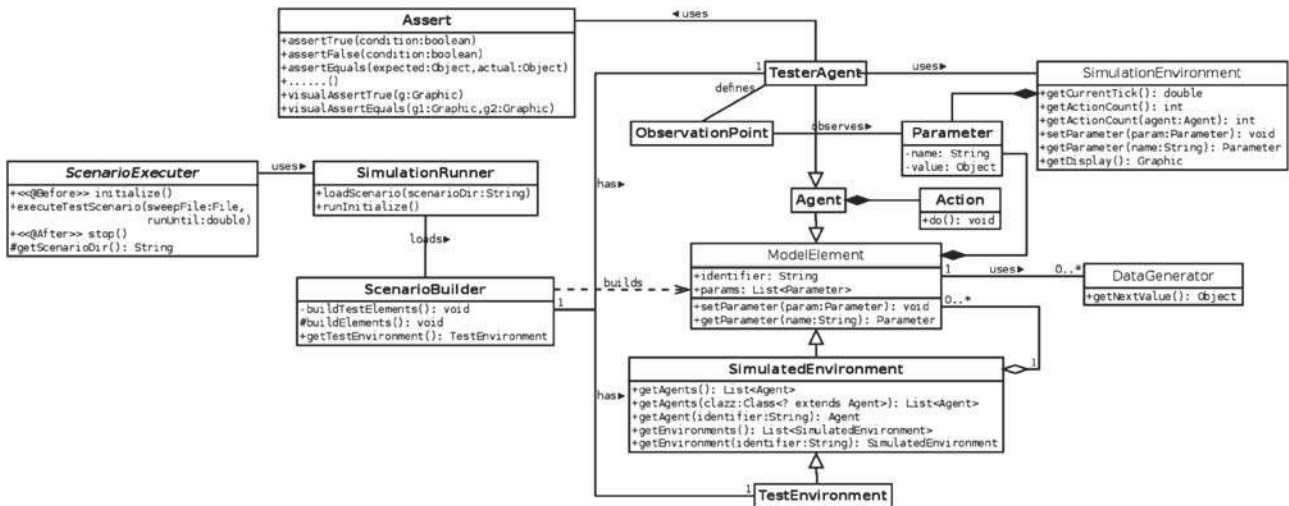 ◄uses
Assert
+assertTrue(condition:boolean)
+assertFalse(condition:boolean)
+assertEquals(expected:Object,actual:Object)
+......()
+visualAssertTrue(g:Graphic)
+visualAssertEquals(g1:Graphic,g2:Graphic)
1
TesterAgent
uses►
SimulationEnvironment
+getCurrentTick(): double
+getActionCount(): int
+getActionCount(agent:Agent): int
+setParameter(param:Parameter): void
+getParameter(name:String): Parameter
+getDisplay(): Graphic
defines
ObservationPoint
observes►
Parameter
-name: String
-value: Object
ScenarioExecuter
+<<@Before>> initialize()
+executeTestScenario(sweepFile:File,
runUntil:double)
+<<@After>> stop()
#getScenarioDir(): String
uses►
SimulationRunner
+loadScenario(scenarioDir:String)
+runInitialize()
has►
Agent
Action
+do(): void
loads►
ModelElement
+identifier: String
+params: List<Parameter>
+setParameter(param:Parameter): void
+getParameter(name:String): Parameter
1
uses►
0..*
DataGenerator
+getNextValue(): Object
ScenarioBuilder
-buildTestElements(): void
#buildElements(): void
+getTestEnvironment(): TestEnvironment
1
builds
0..*
1
SimulatedEnvironment
+getAgents(): List<Agent>
+getAgents(clazz:Class<? extends Agent>): List<Agent>
+getAgent(identifier:String): Agent
+getEnvironments(): List<SimulatedEnvironment>
+getEnvironment(identifier:String): SimulatedEnvironment
has►
1
TestEnvironment